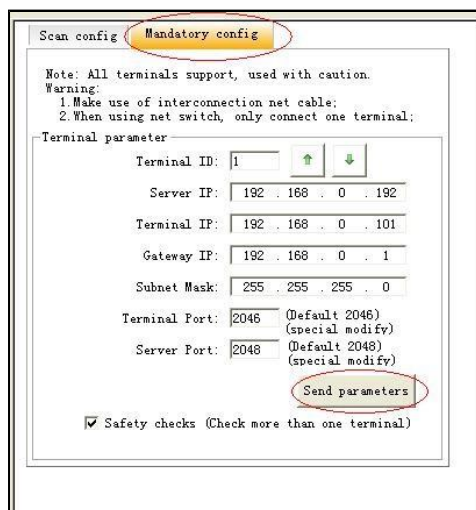 Scan config Mandatory config
Note: All terminals support, used with caution.
Warning:
1.Make use of interconnection net cable;
2.When using net switch, only connect one terminal;
Terminal parameter
Terminal ID: 1
Server IP: 192 . 168 . 0 . 192
Terminal IP: 192 . 168 . 0 . 101
Gateway IP: 192 . 168 . 0 . 1
Subnet Mask: 255 . 255 . 255 . 0
Terminal Port: 2046 (Default 2046)
(special modify)
Server Port: 2048 (Default 2048)
(special modify)
Send parameters
Safety checks (Check more than one terminal)